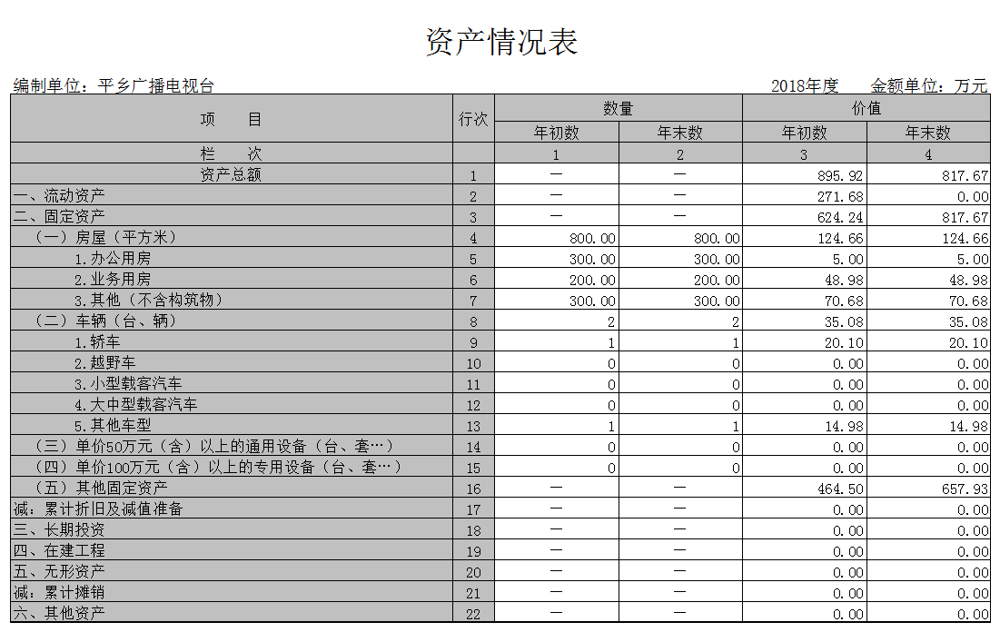 资产情况表
编制单位：平乡广播电视台 2018年度 金额单位：万元
项 目 行次 数量 价值
年初数 年末数 年初数 年末数
栏 次 1 2 3 4
资产总额 1 — — 895.92 817.67
一、流动资产 2 — — 271.68 0.00
二、固定资产 3 — — 624.24 817.67
（一）房屋（平方米） 4 800.00 800.00 124.66 124.66
1.办公用房 5 300.00 300.00 5.00 5.00
2.业务用房 6 200.00 200.00 48.98 48.98
3.其他（不含构筑物） 7 300.00 300.00 70.68 70.68
（二）车辆（台、辆） 8 2 2 35.08 35.08
1.轿车 9 1 1 20.10 20.10
2.越野车 10 0 0 0.00 0.00
3.小型载客汽车 11 0 0 0.00 0.00
4.大中型载客汽车 12 0 0 0.00 0.00
5.其他车型 13 1 1 14.98 14.98
（三）单价50万元（含）以上的通用设备（台、套…） 14 0 0 0.00 0.00
（四）单价100万元（含）以上的专用设备（台、套…） 15 0 0 0.00 0.00
（五）其他固定资产 16 — — 464.50 657.93
减：累计折旧及减值准备 17 — — 0.00 0.00
三、长期投资 18 — — 0.00 0.00
四、在建工程 19 — — 0.00 0.00
五、无形资产 20 — — 0.00 0.00
减：累计摊销 21 — — 0.00 0.00
六、其他资产 22 — — 0.00 0.00